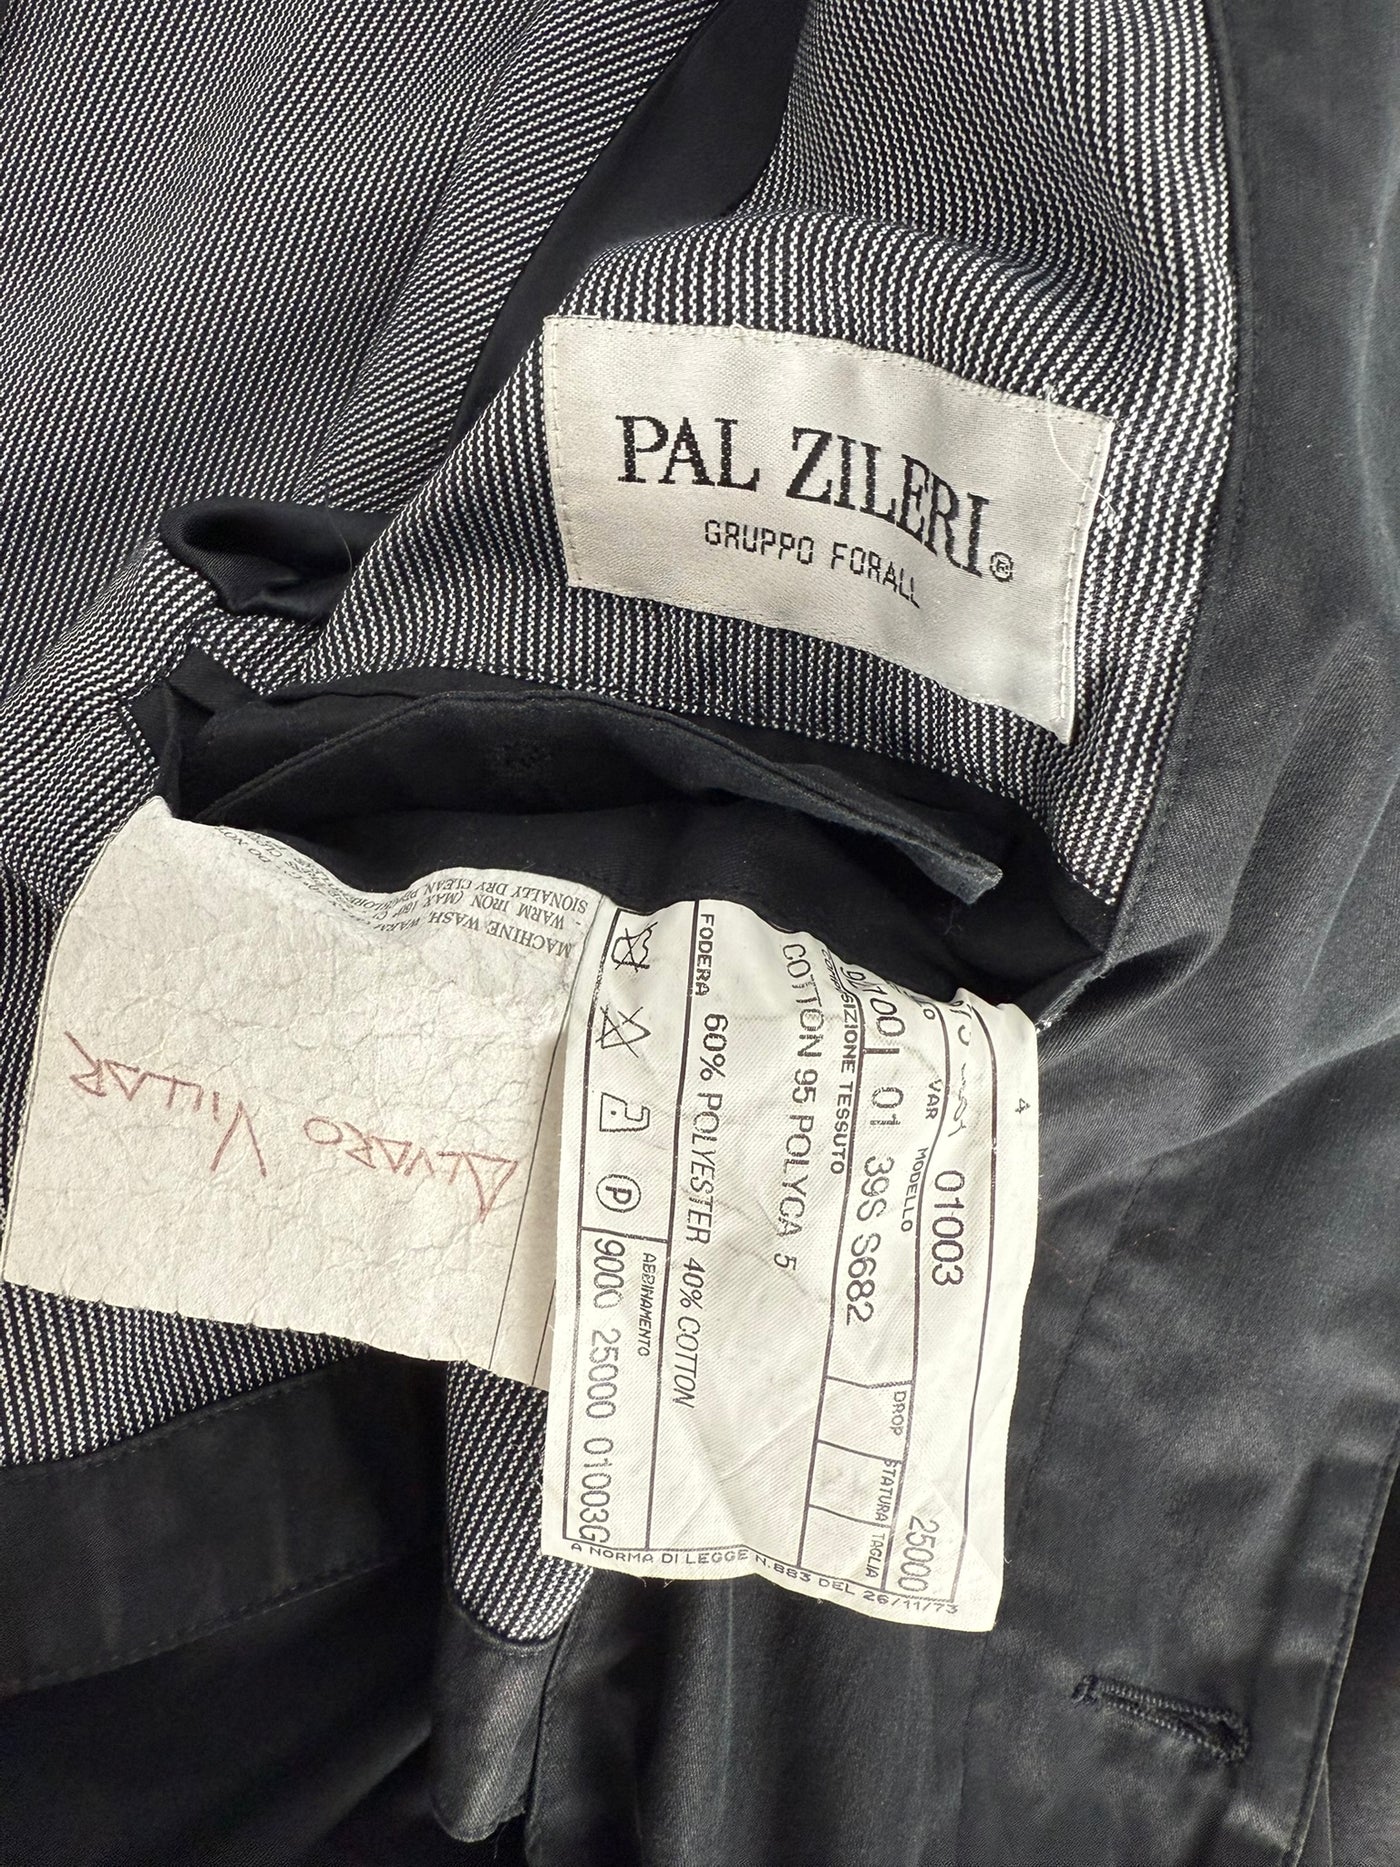 PAL ZILERI®
GRUPPO FORALL
MACHINE WASH, WARM
- WARM IRON (MAX
SIONALLY DRY CLEAN
ALVARO VILLAR
4
01003
VAR MODELLO
01 39S S682
DROP STATURA TAGLIA
25000
COMPOSIZIONE TESSUTO
COTTON 95 POLYCA 5
FODERA 60% POLYESTER 40% COTTON
P
ABBINAMENTO
9000 25000 01003G
A NORMA DI LEGGE N.883 DEL 26/11/73